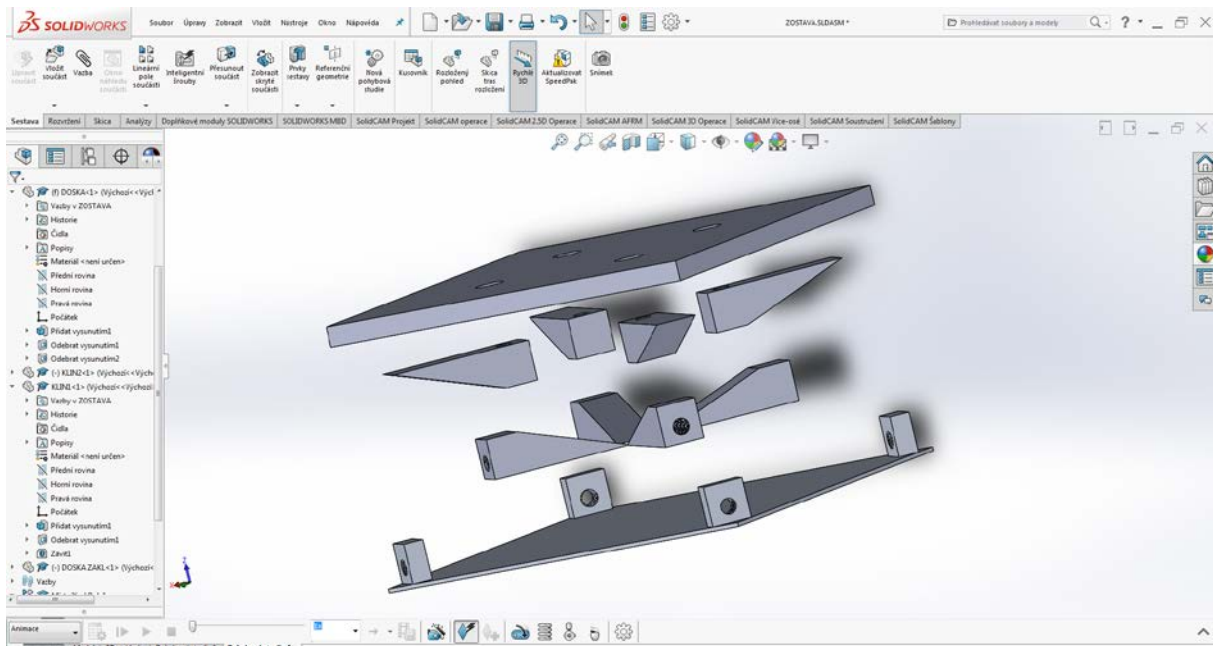 SOLIDWORKS
Soubor Úpravy Zobrazit Vložit Nástroje Okno Nápověda
ZOSTAVA.SLDASM *
Prohledávat soubory a modely
Upravit součást
Vložit součást
Vazba
Okno náhledu součásti
Lineární pole součástí
Inteligentní šrouby
Přesunout součást
Zobrazit skryté součásti
Prvky sestavy
Referenční geometrie
Nová pohybová studie
Kusovník
Rozložený pohled
Skica tras rozložení
Rychlé 3D
Aktualizovat SpeedPak
Snímek
Sestava Rozvržení Skica Analýzy Doplňkové moduly SOLIDWORKS SOLIDWORKS MBD SolidCAM Projekt SolidCAM operace SolidCAM 2.5D Operace SolidCAM AFRM SolidCAM 3D Operace SolidCAM Více-osé SolidCAM Soustružení SolidCAM Šablony
(f) DOSKA<1> (Výchozí<<Vých
Vazby v ZOSTAVA
Historie
Čidla
Popisy
Materiál <není určen>
Přední rovina
Horní rovina
Pravá rovina
Počátek
Přidat vysunutím1
Odebrat vysunutím1
Odebrat vysunutím2
(-) KLIN2<1> (Výchozí<<Výcho
KLIN1<1> (Výchozí<<Výchozí
Vazby v ZOSTAVA
Historie
Čidla
Popisy
Materiál <není určen>
Přední rovina
Horní rovina
Pravá rovina
Počátek
Přidat vysunutím1
Odebrat vysunutím1
Závit1
(-) DOSKA ZAKL<1> (Výchozí<
Vazby
Z
X
Animace